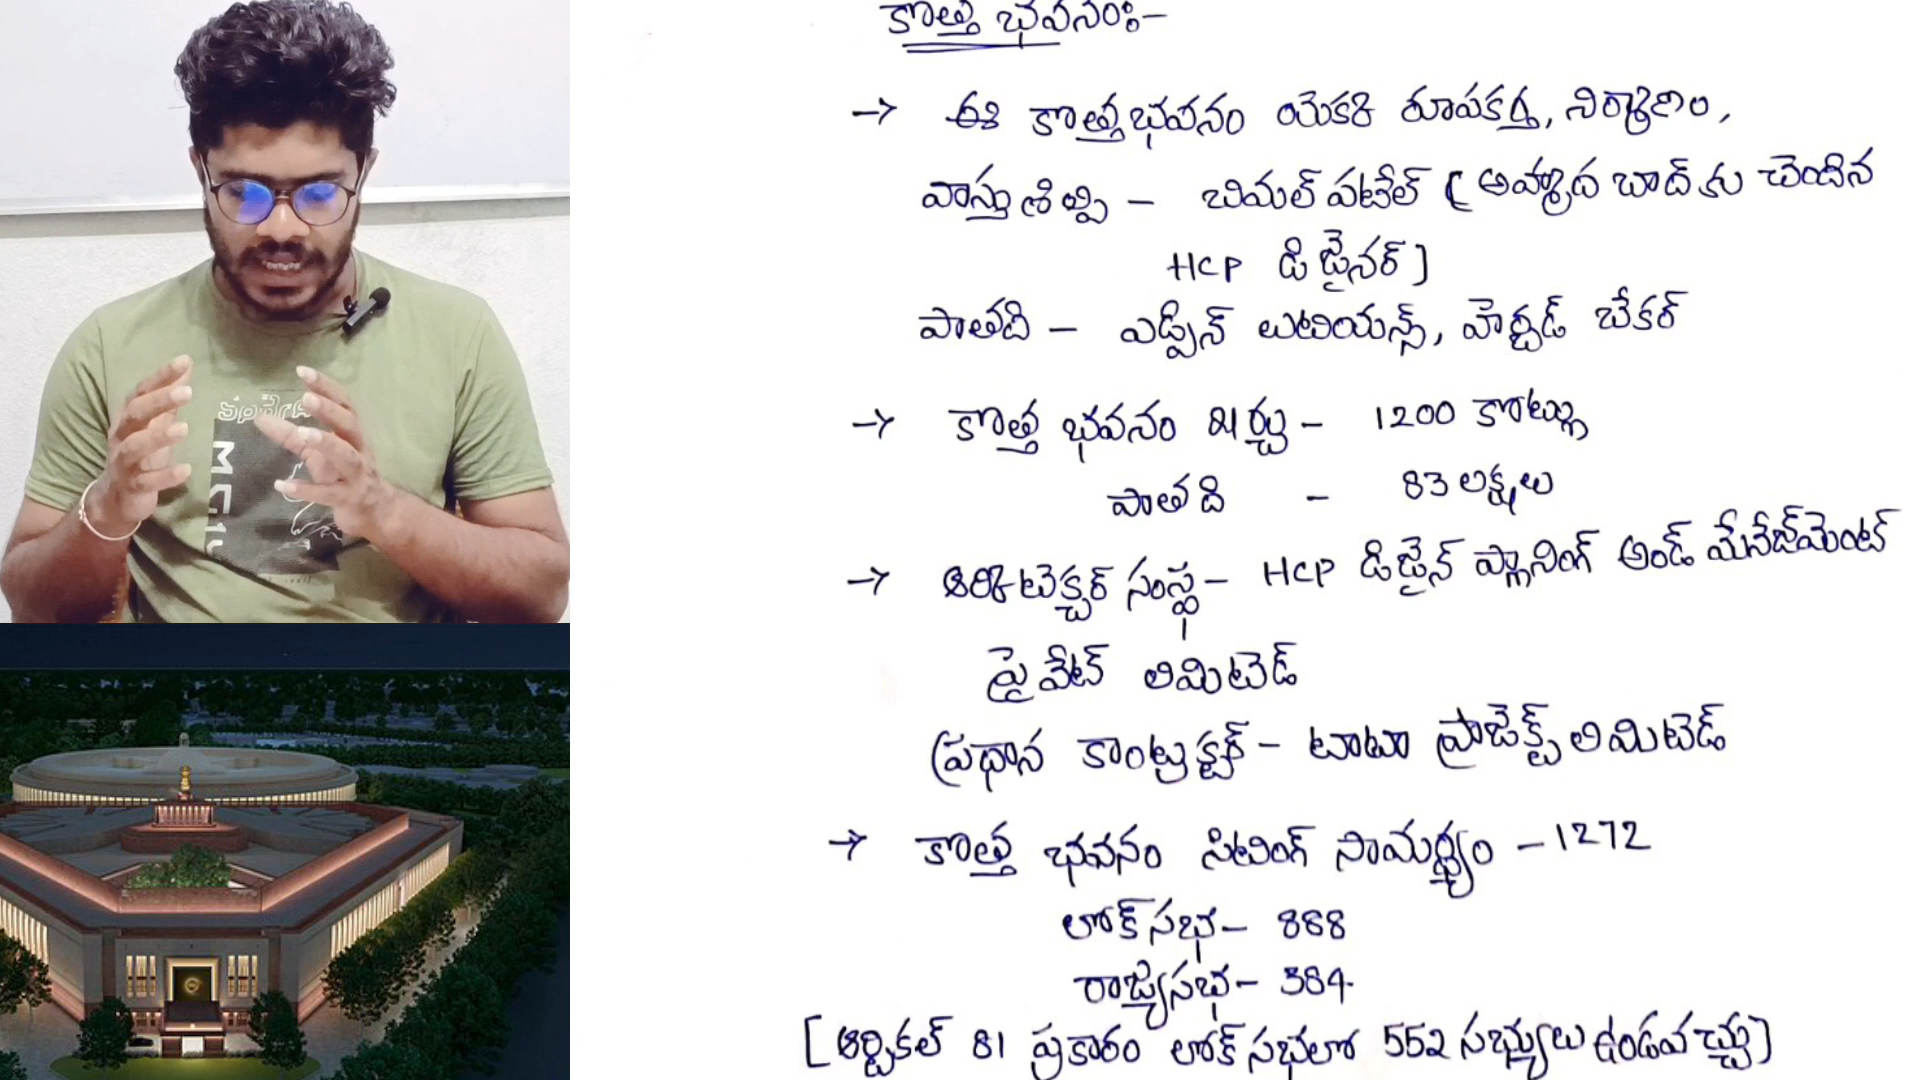 కొత్త భవనం:-
→ ఈ కొత్త భవనం యొకకి రూపకర్త, నిర్మాణం,
వాస్తు శిల్పి - బిమల్ పటేల్ ( అహ్మాద బాద్ కు చెందిన
HCP డిజైనర్ )
పాతది - ఎడ్విన్ లుటియన్స్, హెర్బర్డ్ బేకర్
→ కొత్త భవనం ఖర్చు - 1200 కోట్లు
పాతది - 83 లక్షలు
→ ఆర్కిటెక్చర్ సంస్థ - HCP డిజైన్ ప్లానింగ్ అండ్ మేనేజ్‌మెంట్
ప్రైవేట్ లిమిటెడ్
(ప్రధాన కాంట్రక్టర్ - టాటా ప్రాజెక్ట్స్ లిమిటెడ్
→ కొత్త భవనం సిటింగ్ సామర్థ్యం - 1272
లోక్ సభ - 888
రాజ్యసభ - 384
[ ఆర్టికల్ 81 ప్రకారం లోక్ సభలో 552 సభ్యులు ఉండవచ్చు ]